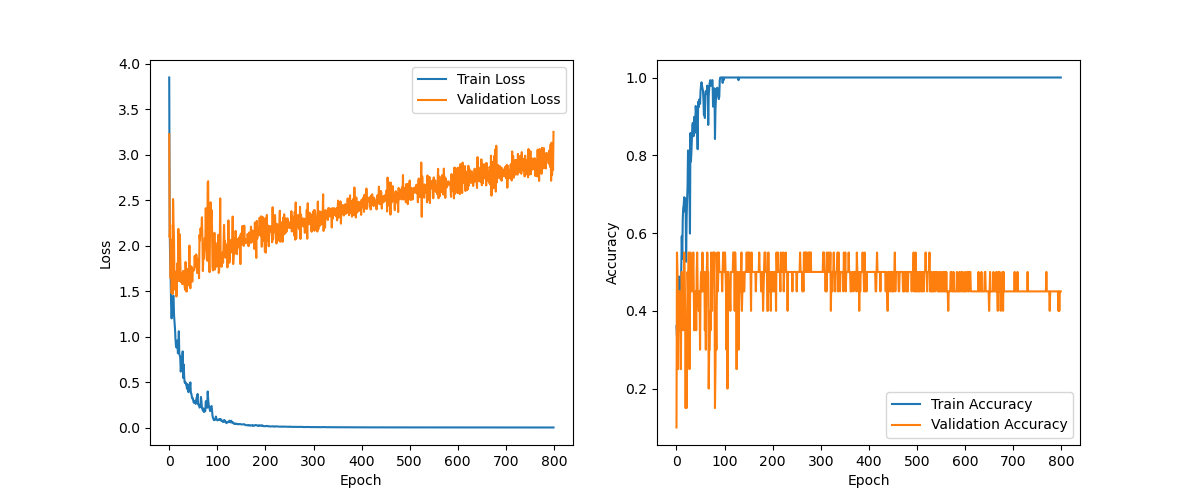 4.0
3.5
3.0
2.5
2.0
1.5
1.0
0.5
0.0
Loss
0 100 200 300 400 500 600 700 800
Epoch
Train Loss
Validation Loss
1.0
0.8
0.6
0.4
0.2
Accuracy
0 100 200 300 400 500 600 700 800
Epoch
Train Accuracy
Validation Accuracy